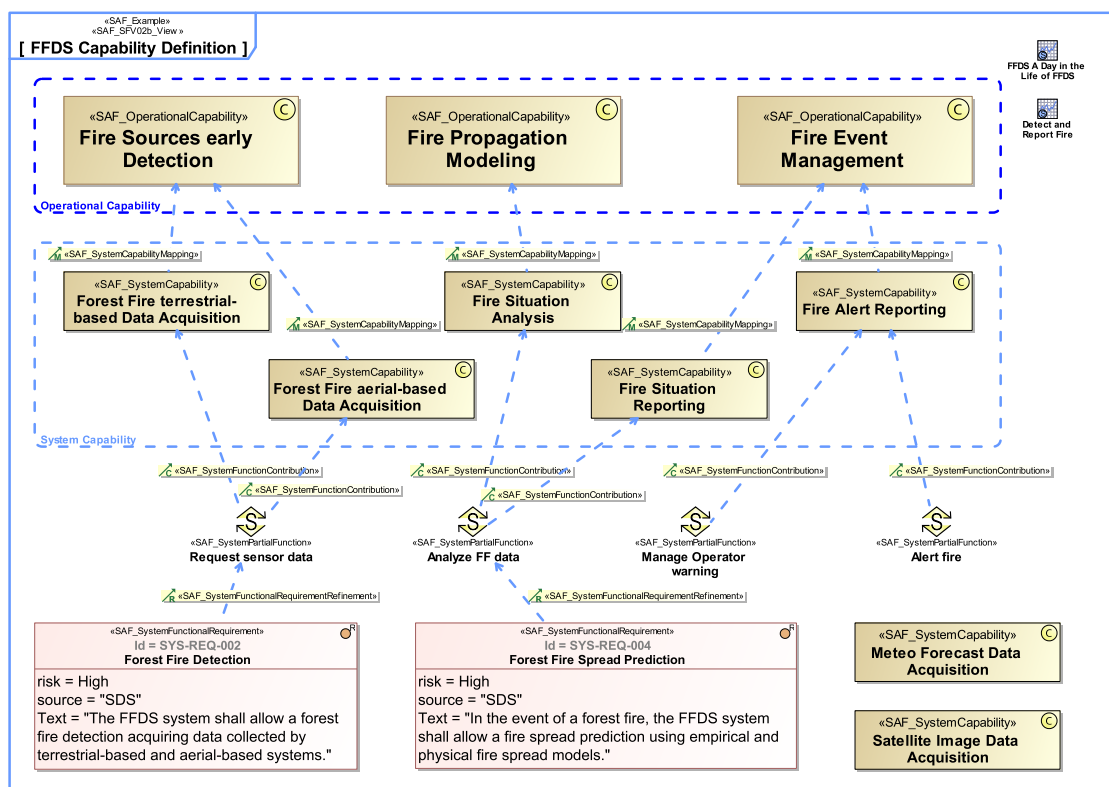 «SAF_Example»
«SAF_SFV02b_View»
[ FFDS Capability Definition ]
FFDS A Day in the
Life of FFDS
Detect and
Report Fire
«SAF_OperationalCapability»
Fire Sources early
Detection
C
«SAF_OperationalCapability»
Fire Propagation
Modeling
C
«SAF_OperationalCapability»
Fire Event
Management
C
Operational Capability
M «SAF_SystemCapabilityMapping»
M «SAF_SystemCapabilityMapping»
M «SAF_SystemCapabilityMapping»
«SAF_SystemCapability»
Forest Fire terrestrial-
based Data Acquisition
C
«SAF_SystemCapability»
Fire Situation
Analysis
C
«SAF_SystemCapability»
Fire Alert Reporting
C
M «SAF_SystemCapabilityMapping»
M «SAF_SystemCapabilityMapping»
«SAF_SystemCapability»
Forest Fire aerial-based
Data Acquisition
C
«SAF_SystemCapability»
Fire Situation
Reporting
C
System Capability
C «SAF_SystemFunctionContribution»
C «SAF_SystemFunctionContribution»
C «SAF_SystemFunctionContribution»
C «SAF_SystemFunctionContribution»
C «SAF_SystemFunctionContribution»
C «SAF_SystemFunctionContribution»
S
«SAF_SystemPartialFunction»
Request sensor data
S
«SAF_SystemPartialFunction»
Analyze FF data
S
«SAF_SystemPartialFunction»
Manage Operator
warning
S
«SAF_SystemPartialFunction»
Alert fire
R «SAF_SystemFunctionalRequirementRefinement»
R «SAF_SystemFunctionalRequirementRefinement»
«SAF_SystemFunctionalRequirement»
R
Id = SYS-REQ-002
Forest Fire Detection
risk = High
source = "SDS"
Text = "The FFDS system shall allow a forest
fire detection acquiring data collected by
terrestrial-based and aerial-based systems."
«SAF_SystemFunctionalRequirement»
R
Id = SYS-REQ-004
Forest Fire Spread Prediction
risk = High
source = "SDS"
Text = "In the event of a forest fire, the FFDS system
shall allow a fire spread prediction using empirical and
physical fire spread models."
«SAF_SystemCapability»
Meteo Forecast Data
Acquisition
C
«SAF_SystemCapability»
Satellite Image Data
Acquisition
C